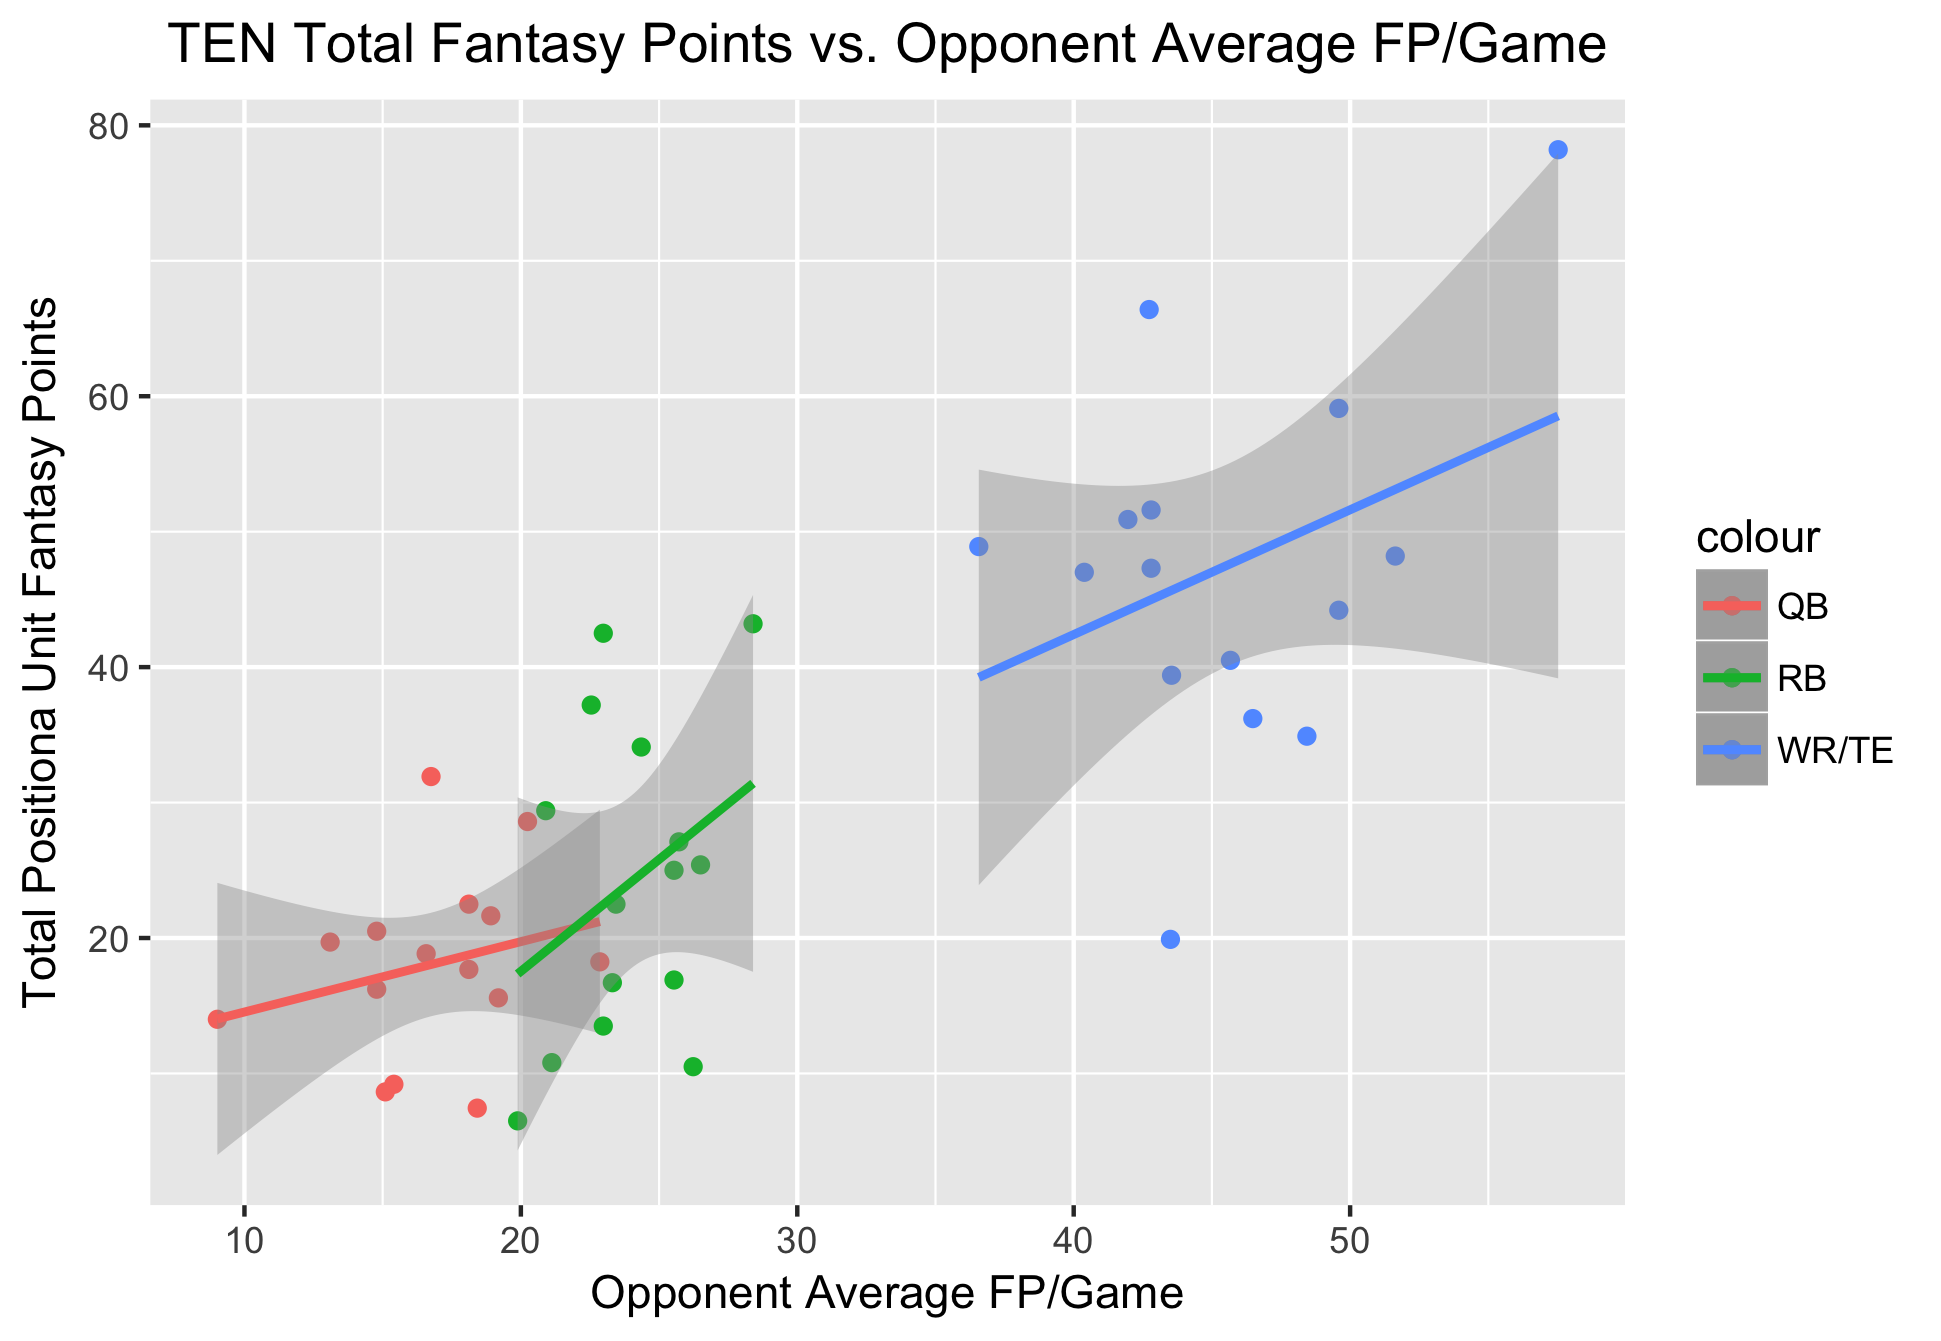 TEN Total Fantasy Points vs. Opponent Average FP/Game
Total Positiona Unit Fantasy Points
80
60
40
20
10
20
30
40
50
Opponent Average FP/Game
colour
QB
RB
WR/TE